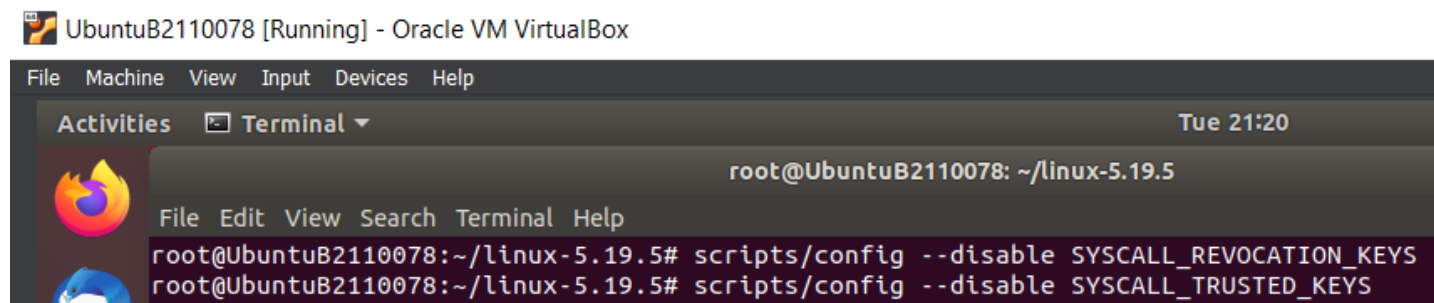 UbuntuB2110078 [Running] - Oracle VM VirtualBox
File Machine View Input Devices Help
Activities Terminal Tue 21:20
root@UbuntuB2110078: ~/linux-5.19.5
File Edit View Search Terminal Help
root@UbuntuB2110078:~/linux-5.19.5# scripts/config --disable SYSCALL_REVOCATION_KEYS
root@UbuntuB2110078:~/linux-5.19.5# scripts/config --disable SYSCALL_TRUSTED_KEYS